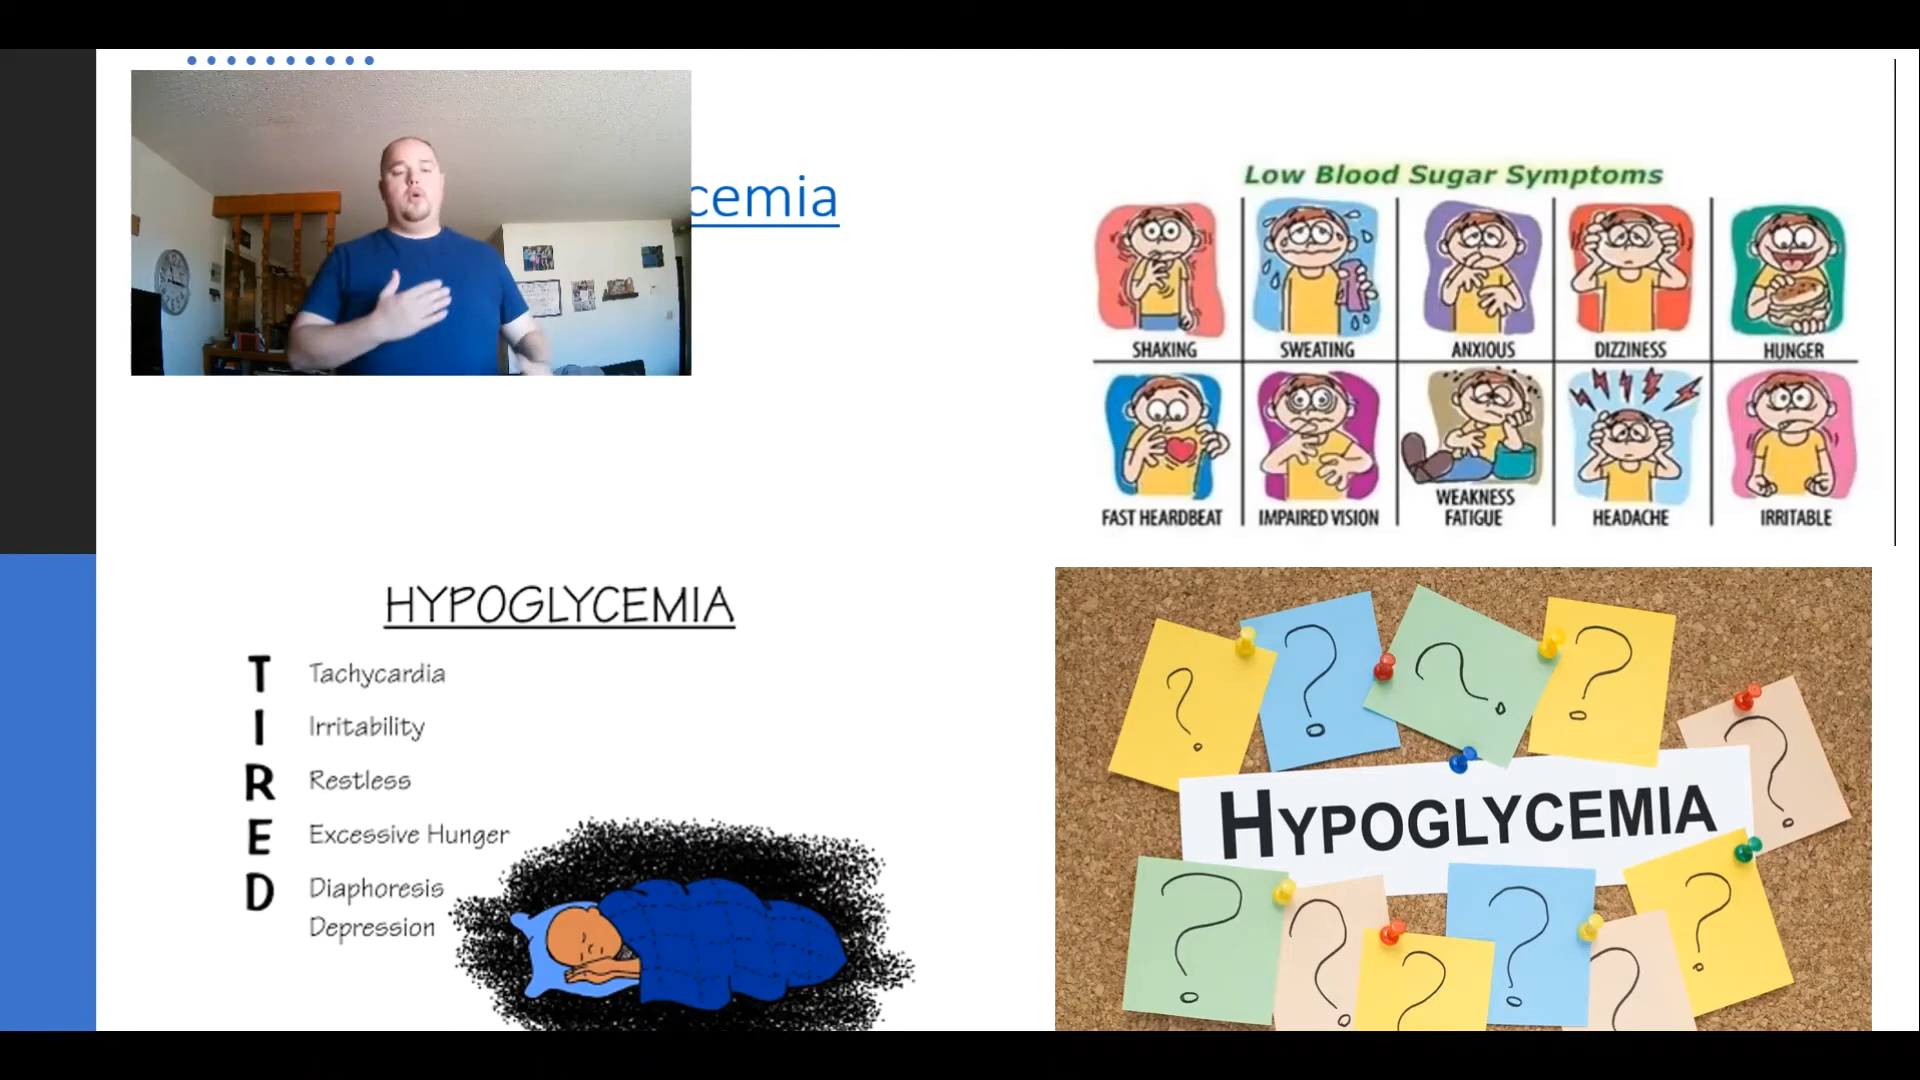 cemia
Low Blood Sugar Symptoms
SHAKING
SWEATING
ANXIOUS
DIZZINESS
HUNGER
FAST HEARDBEAT
IMPAIRED VISION
WEAKNESS
FATIGUE
HEADACHE
IRRITABLE
HYPOGLYCEMIA
T Tachycardia
I Irritability
R Restless
E Excessive Hunger
D Diaphoresis
Depression
? ? ? ? ?
HYPOGLYCEMIA
? ? ? ? ? ?